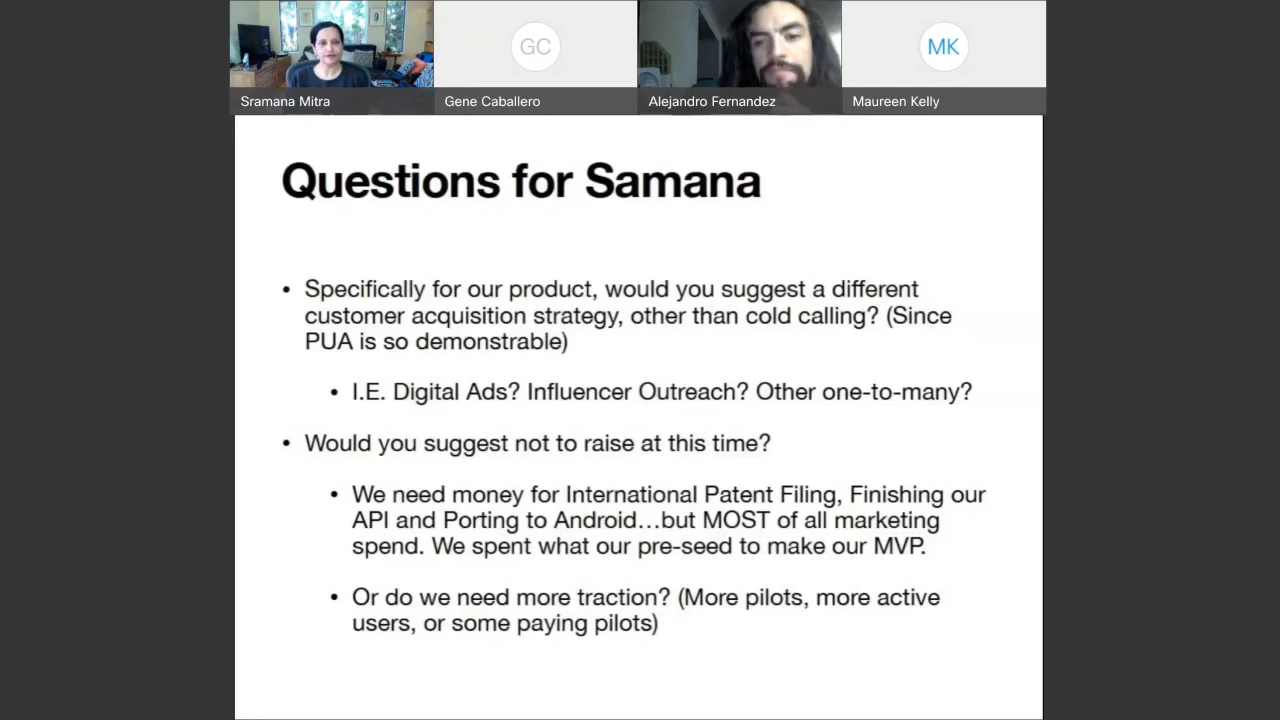 GC
MK
Sramana Mitra
Gene Caballero
Alejandro Fernandez
Maureen Kelly
Questions for Samana
• Specifically for our product, would you suggest a different
customer acquisition strategy, other than cold calling? (Since
PUA is so demonstrable)
• I.E. Digital Ads? Influencer Outreach? Other one-to-many?
• Would you suggest not to raise at this time?
• We need money for International Patent Filing, Finishing our
API and Porting to Android…but MOST of all marketing
spend. We spent what our pre-seed to make our MVP.
• Or do we need more traction? (More pilots, more active
users, or some paying pilots)